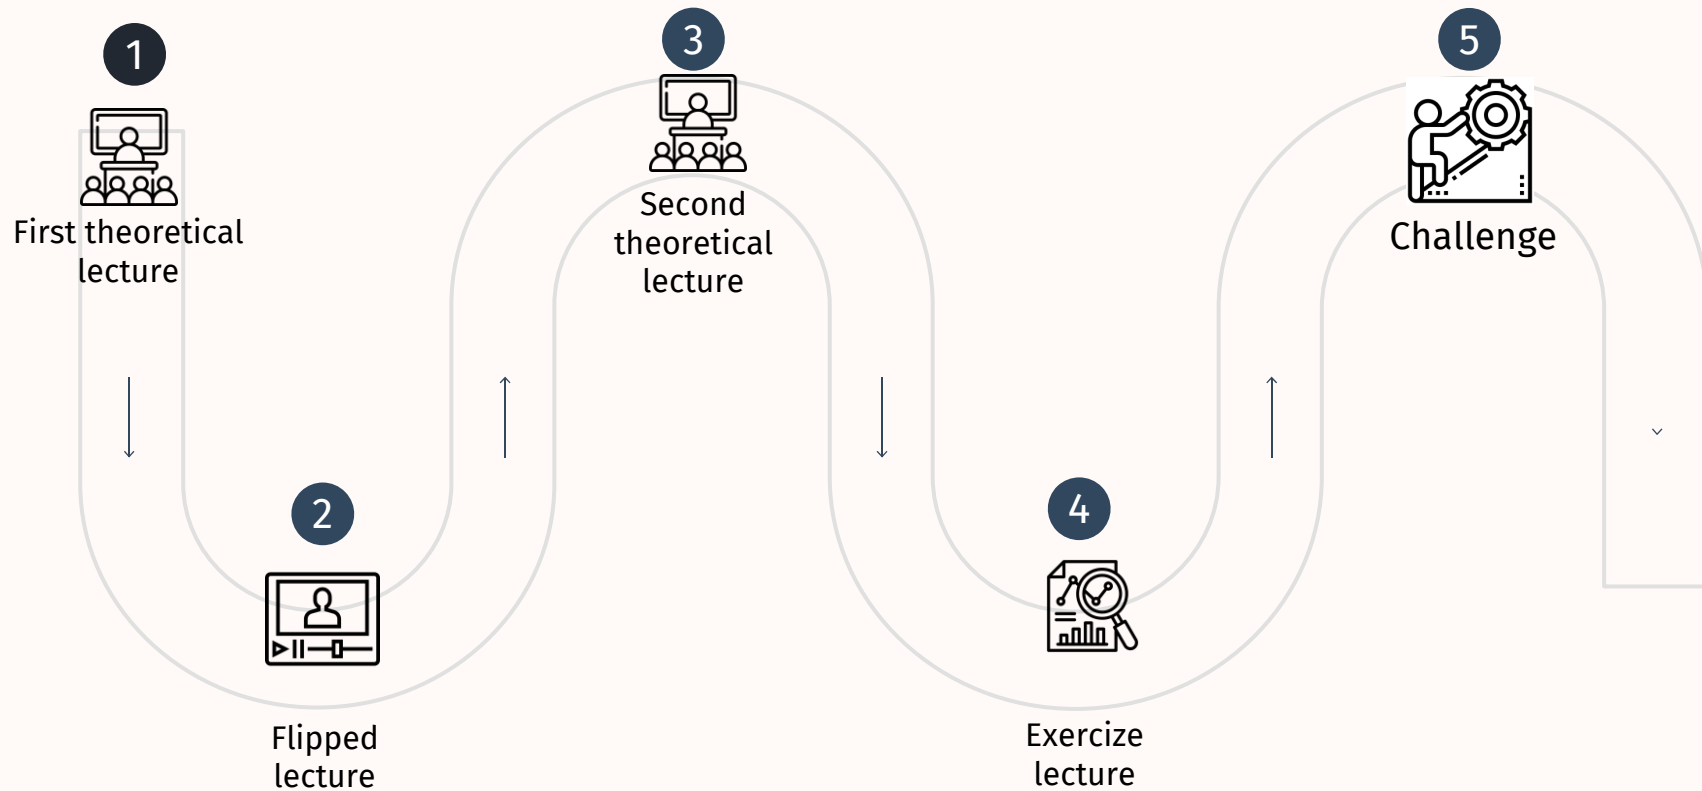 1
First theoretical
lecture
2
Flipped
lecture
3
Second
theoretical
lecture
4
Exercize
lecture
5
Challenge